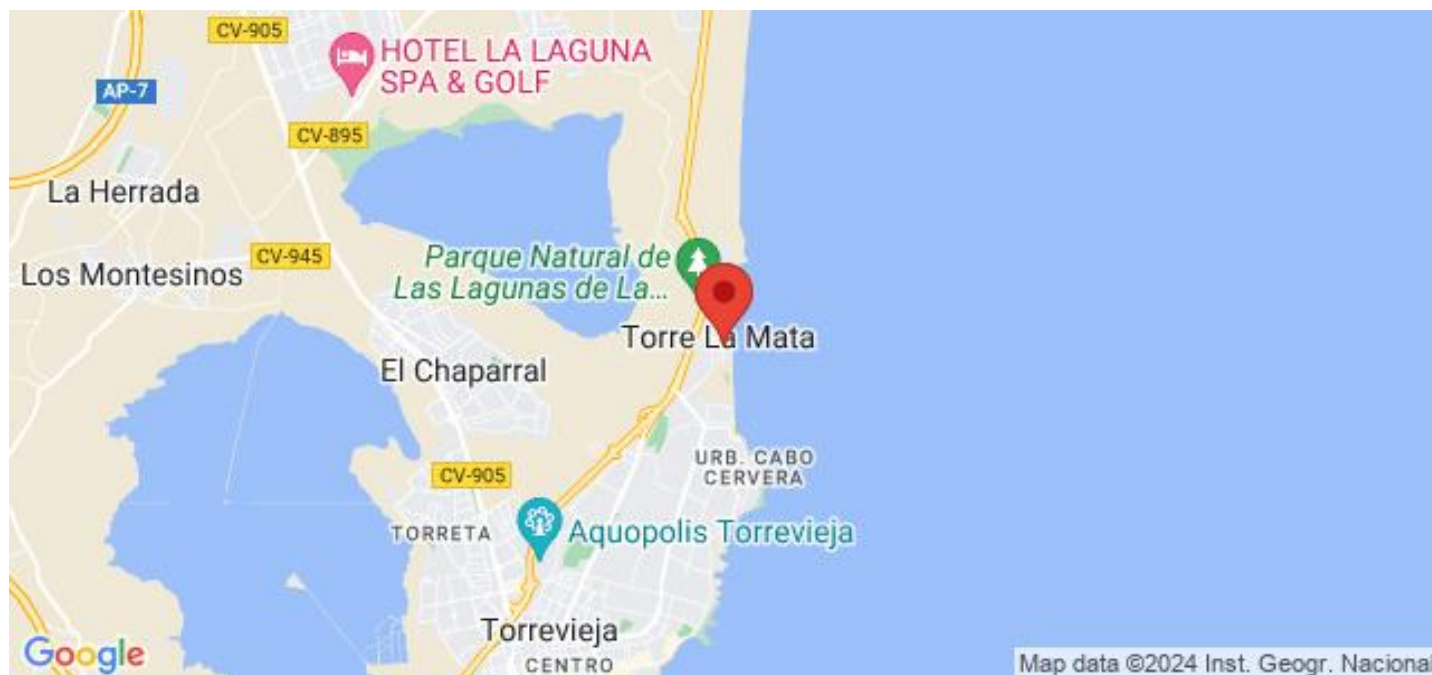 CV-905
HOTEL LA LAGUNA
SPA & GOLF
AP-7
CV-895
La Herrada
CV-945
Parque Natural de
Las Lagunas de La...
Los Montesinos
Torre La Mata
El Chaparral
URB. CABO
CERVERA
CV-905
TORRETA
Aquopolis Torrevieja
Torrevieja
CENTRO
Google
Map data ©2024 Inst. Geogr. Nacional